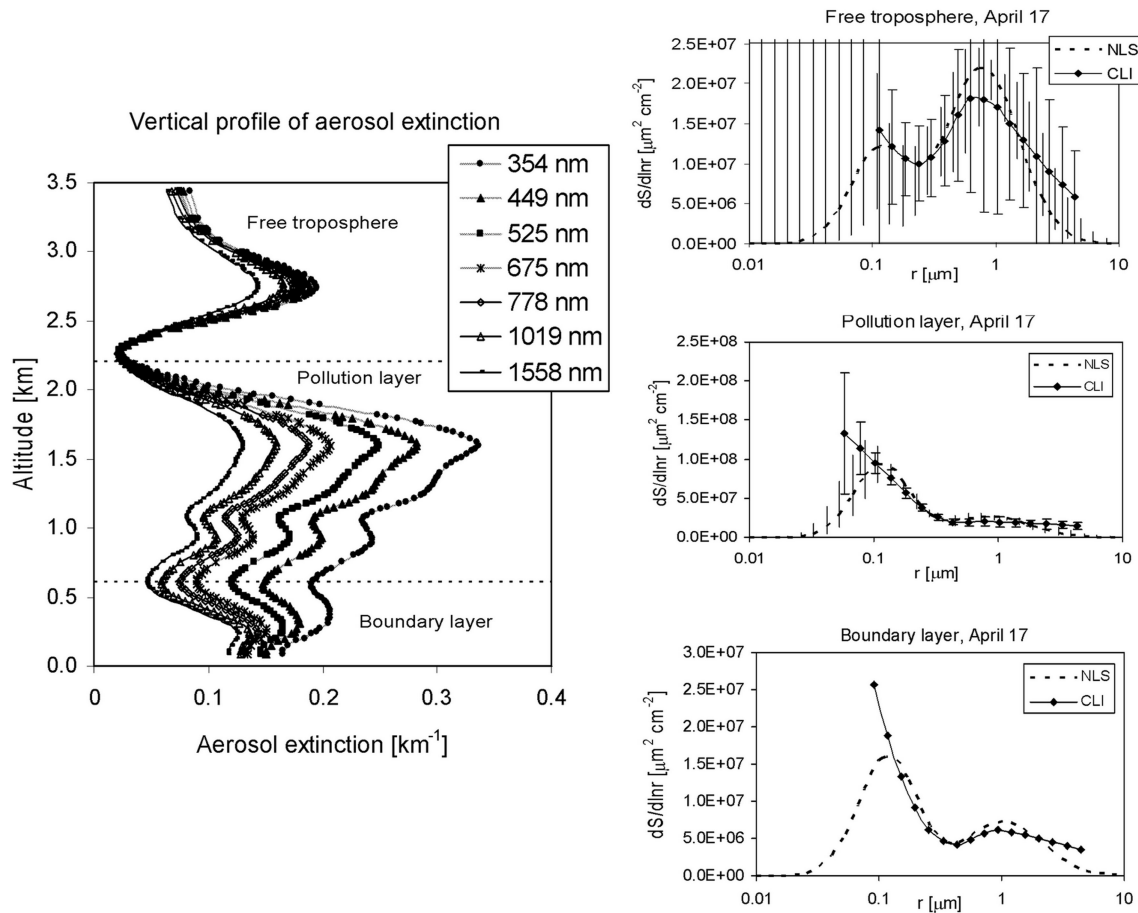 Vertical profile of aerosol extinction
Altitude [km]
3.5
3.0
2.5
2.0
1.5
1.0
0.5
0.0
0
0.1
0.2
0.3
0.4
Aerosol extinction [km⁻¹]
354 nm
449 nm
525 nm
675 nm
778 nm
1019 nm
1558 nm
Free troposphere
Pollution layer
Boundary layer
Free troposphere, April 17
dS/dlnr [μm² cm⁻²]
2.5E+07
2.0E+07
1.5E+07
1.0E+07
5.0E+06
0.0E+00
0.01
0.1
1
10
r [μm]
NLS
CLI
Pollution layer, April 17
dS/dlnr [μm² cm⁻²]
2.5E+08
2.0E+08
1.5E+08
1.0E+08
5.0E+07
0.0E+00
0.01
0.1
1
10
r [μm]
NLS
CLI
Boundary layer, April 17
dS/dlnr [μm² cm⁻²]
3.0E+07
2.5E+07
2.0E+07
1.5E+07
1.0E+07
5.0E+06
0.0E+00
0.01
0.1
1
10
r [μm]
NLS
CLI